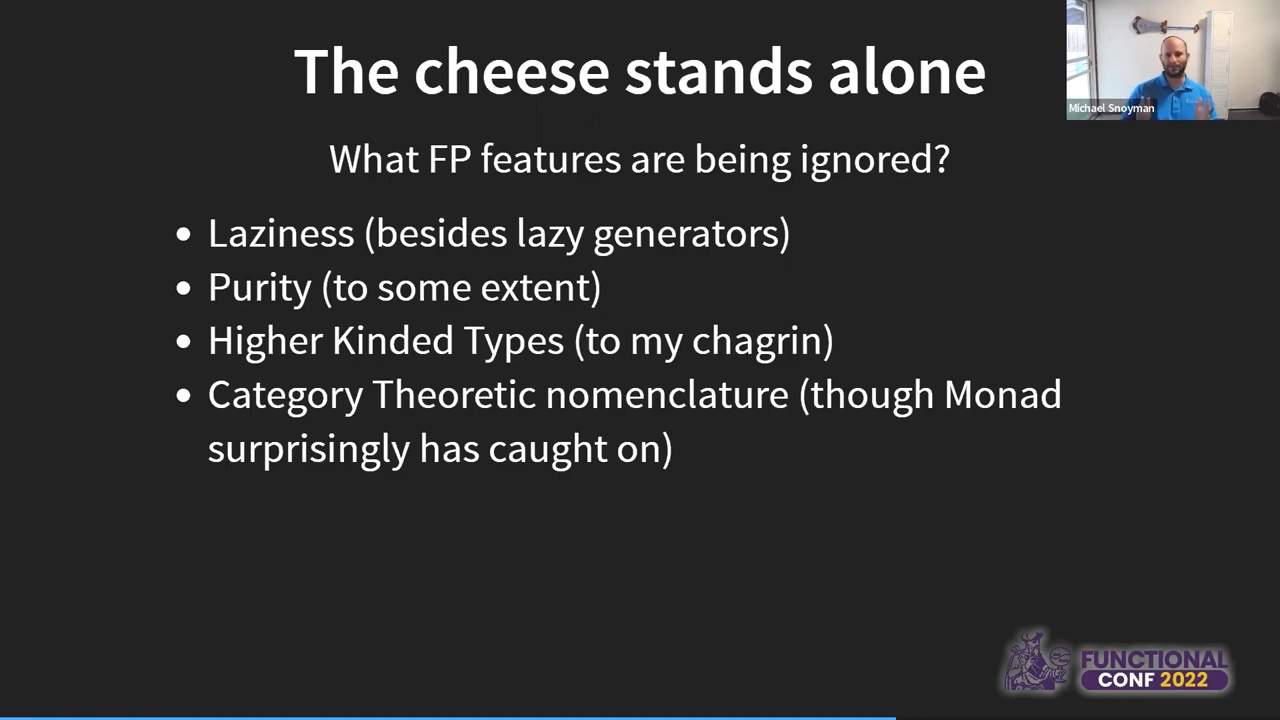 The cheese stands alone
Michael Snoyman
What FP features are being ignored?
• Laziness (besides lazy generators)
• Purity (to some extent)
• Higher Kinded Types (to my chagrin)
• Category Theoretic nomenclature (though Monad
surprisingly has caught on)
FUNCTIONAL
CONF 2022